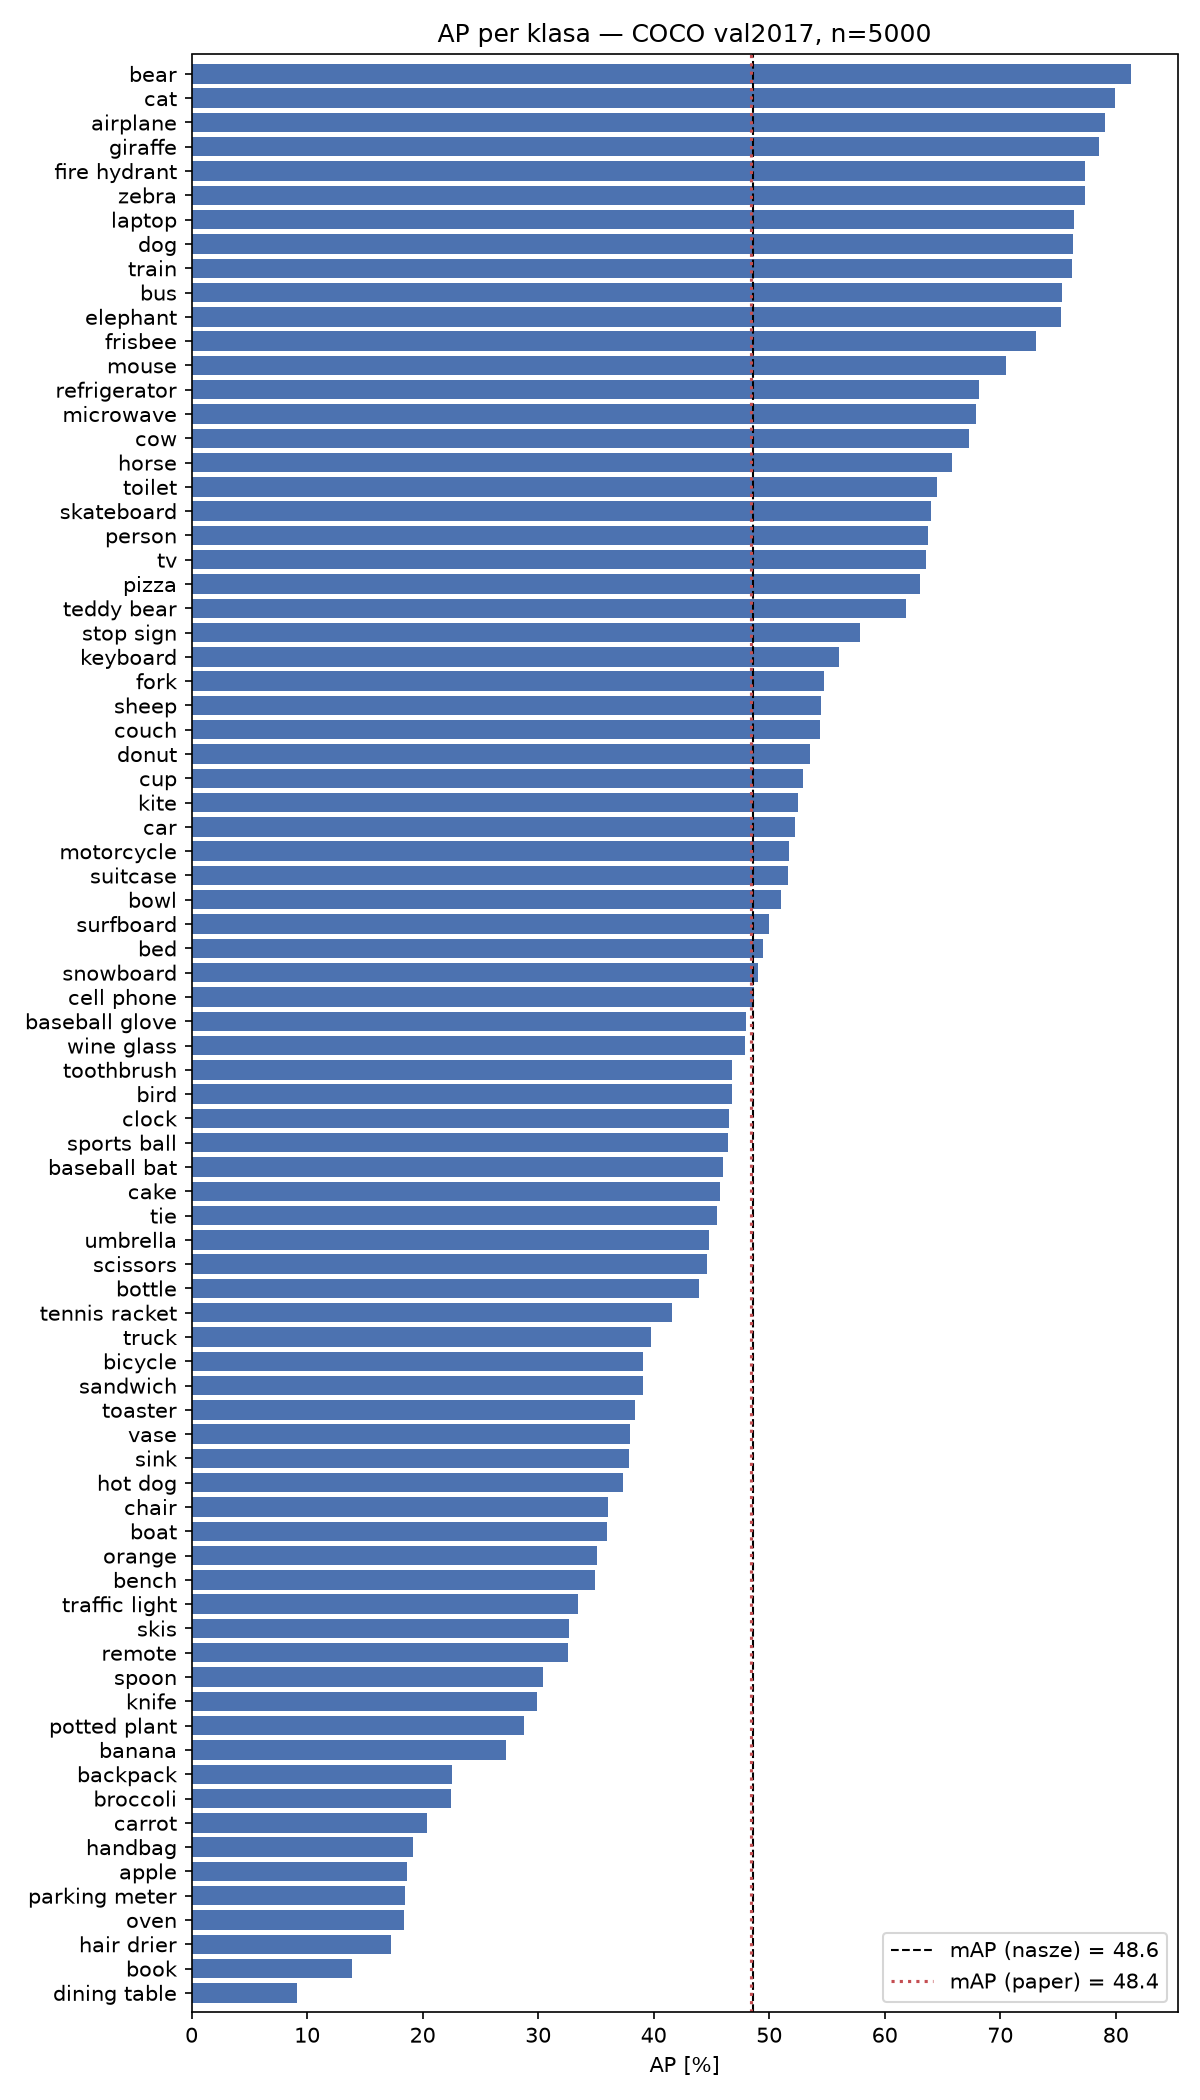 AP per klasa — COCO val2017, n=5000
bear
cat
airplane
giraffe
fire hydrant
zebra
laptop
dog
train
bus
elephant
frisbee
mouse
refrigerator
microwave
cow
horse
toilet
skateboard
person
tv
pizza
teddy bear
stop sign
keyboard
fork
sheep
couch
donut
cup
kite
car
motorcycle
suitcase
bowl
surfboard
bed
snowboard
cell phone
baseball glove
wine glass
toothbrush
bird
clock
sports ball
baseball bat
cake
tie
umbrella
scissors
bottle
tennis racket
truck
bicycle
sandwich
toaster
vase
sink
hot dog
chair
boat
orange
bench
traffic light
skis
remote
spoon
knife
potted plant
banana
backpack
broccoli
carrot
handbag
apple
parking meter
oven
hair drier
book
dining table
mAP (nasze) = 48.6
mAP (paper) = 48.4
0 10 20 30 40 50 60 70 80
AP [%]